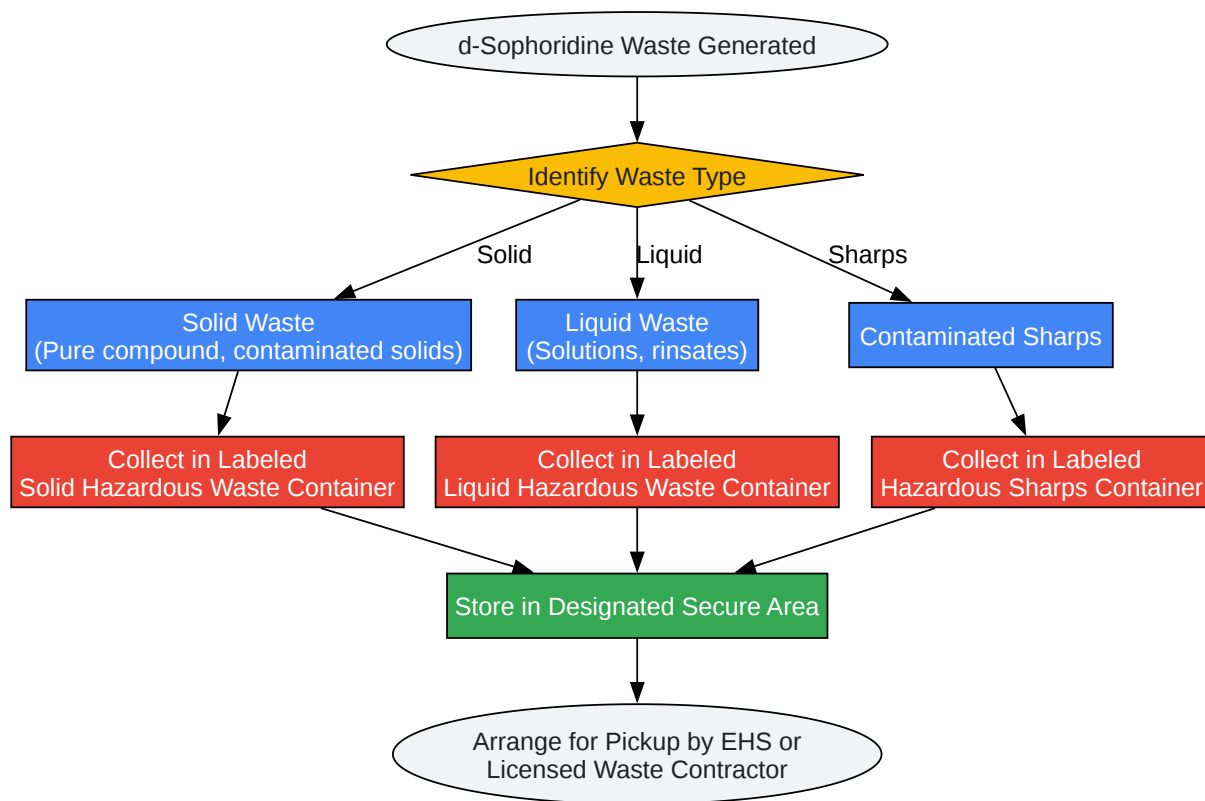 d-Sophoridine Waste Generated
Identify Waste Type
Solid
Liquid
Sharps
Solid Waste
(Pure compound, contaminated solids)
Liquid Waste
(Solutions, rinsates)
Contaminated Sharps
Collect in Labeled
Solid Hazardous Waste Container
Collect in Labeled
Liquid Hazardous Waste Container
Collect in Labeled
Hazardous Sharps Container
Store in Designated Secure Area
Arrange for Pickup by EHS or
Licensed Waste Contractor